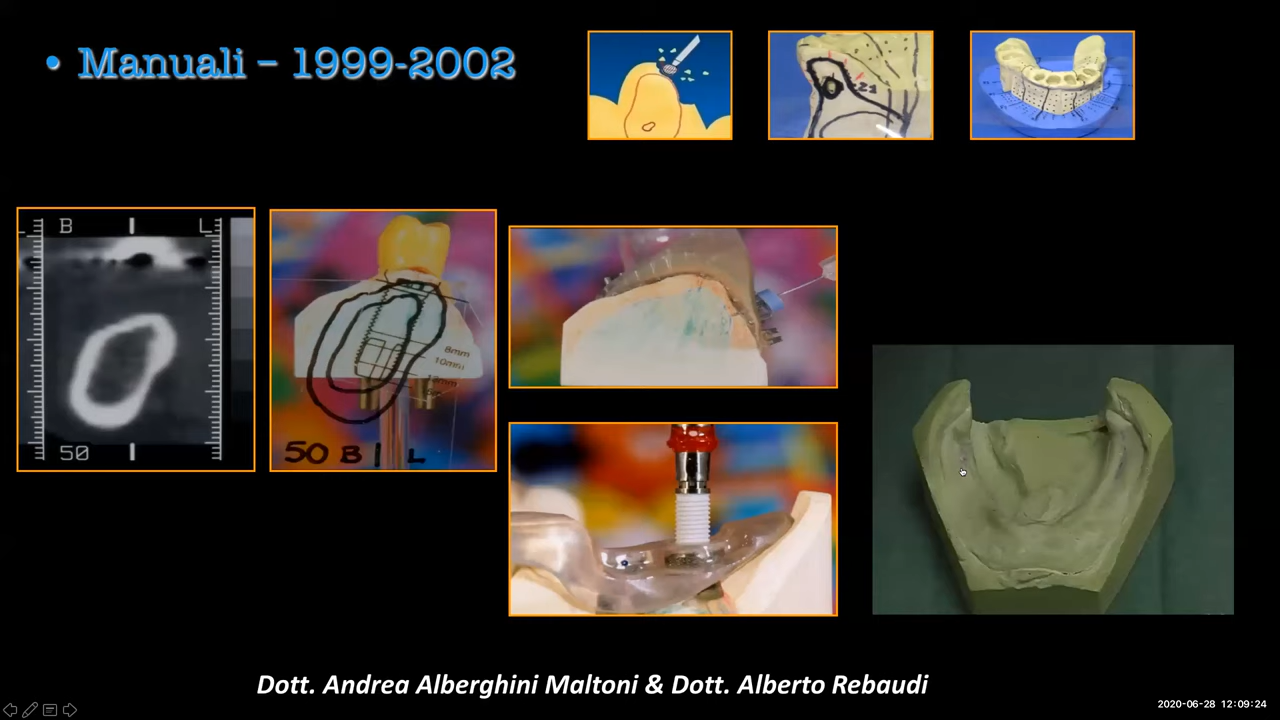 • Manuali – 1999-2002
B L
50
8mm
10mm
50 B | L
Dott. Andrea Alberghini Maltoni & Dott. Alberto Rebaudi
2020-06-28 12:09:24